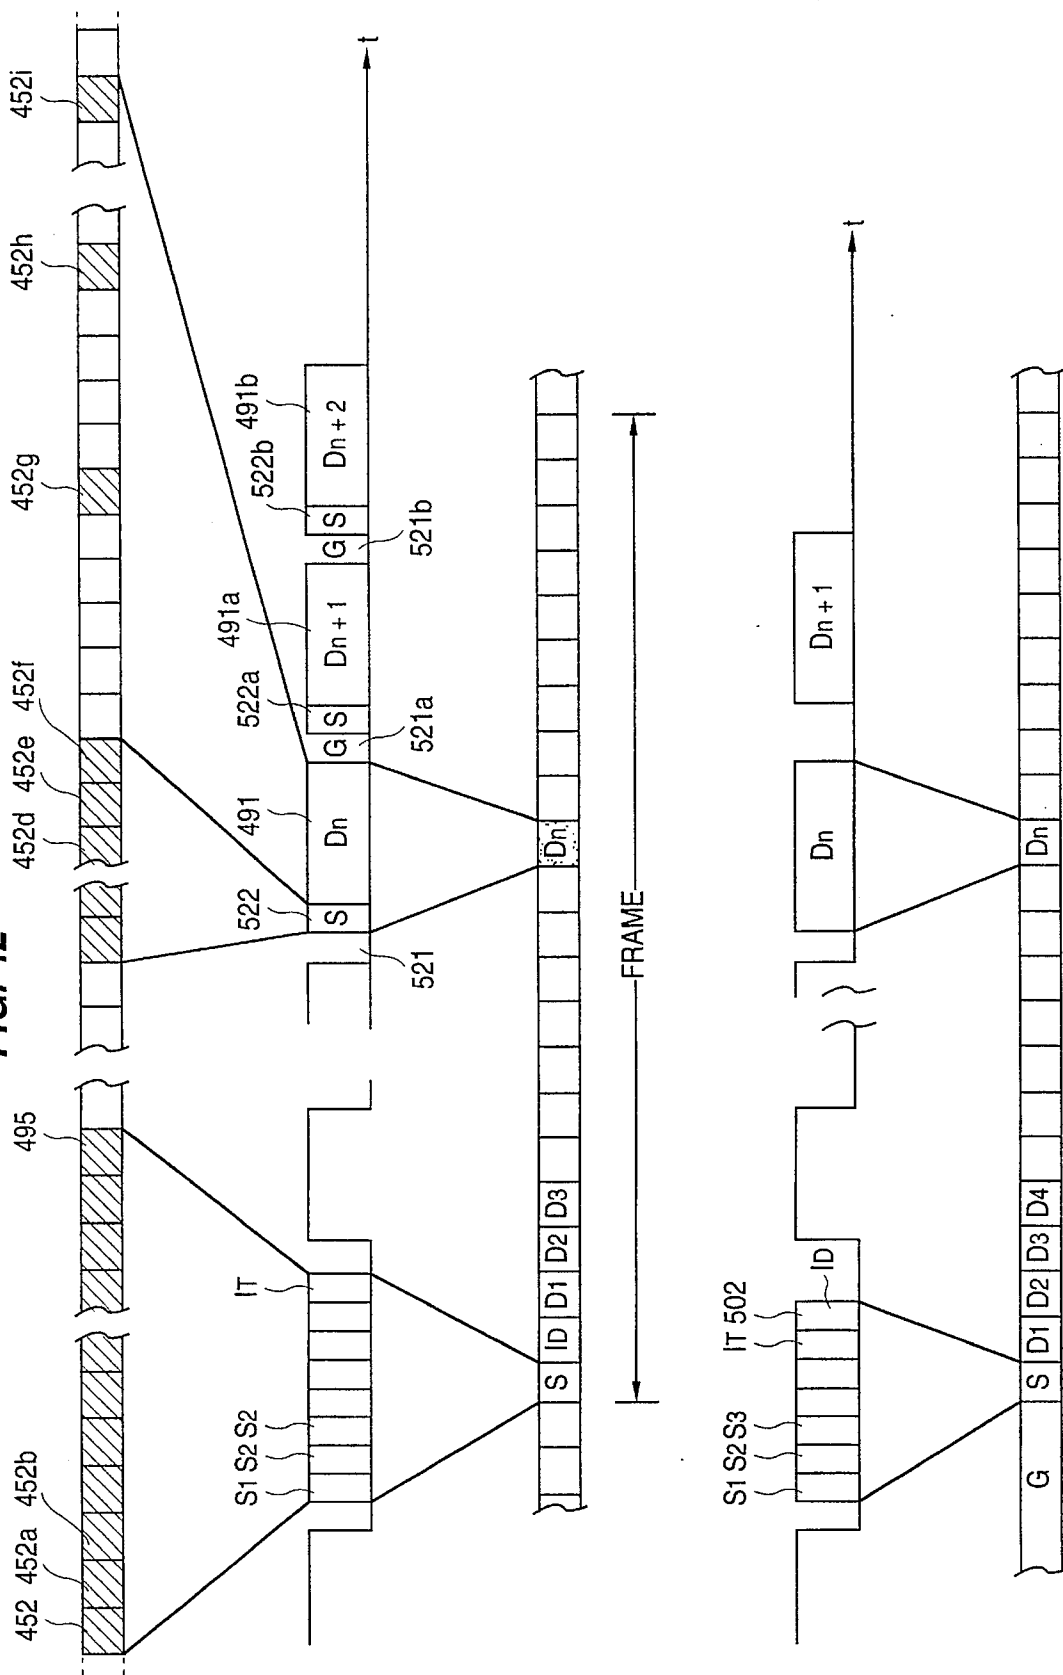 FIG.
452 452a 452b 495 452d 452e 452f 452g 452h 452i
S1 S2 S2 IT 522 491 522a 491a 522b 491b
S Dn G S Dn + 1 G S Dn + 2 t
521 521a 521b
S ID D1 D2 D3 Dn
FRAME
S1 S2 S3 IT 502
ID Dn Dn + 1 t
G S D1 D2 D3 D4 Dn